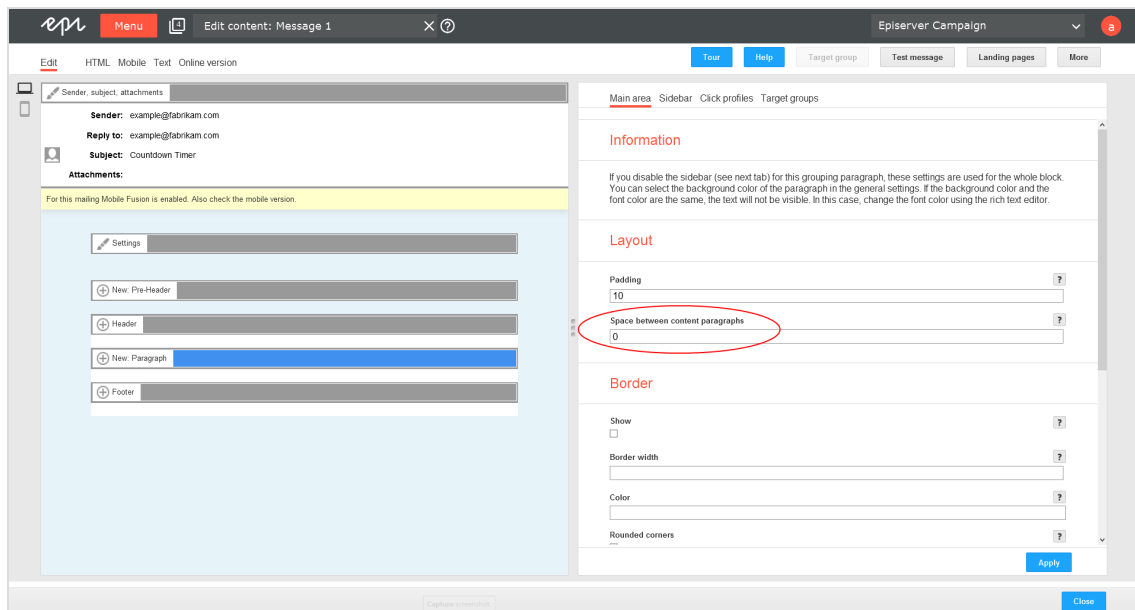 epi
Menu
4
Edit content: Message 1
Episerver Campaign
a
Edit HTML Mobile Text Online version
Tour
Help
Target group
Test message
Landing pages
More
Sender, subject, attachments
Sender: example@fabrikam.com
Reply to: example@fabrikam.com
Subject: Countdown Timer
Attachments:
For this mailing Mobile Fusion is enabled. Also check the mobile version.
Settings
New: Pre-Header
Header
New: Paragraph
Footer
Main area Sidebar Click profiles Target groups
Information
If you disable the sidebar (see next tab) for this grouping paragraph, these settings are used for the whole block.
You can select the background color of the paragraph in the general settings. If the background color and the
font color are the same, the text will not be visible. In this case, change the font color using the rich text editor.
Layout
Padding
?
10
Space between content paragraphs
?
0
Border
Show
?
Border width
?
Color
?
Rounded corners
?
Apply
Capture screenshot
Close